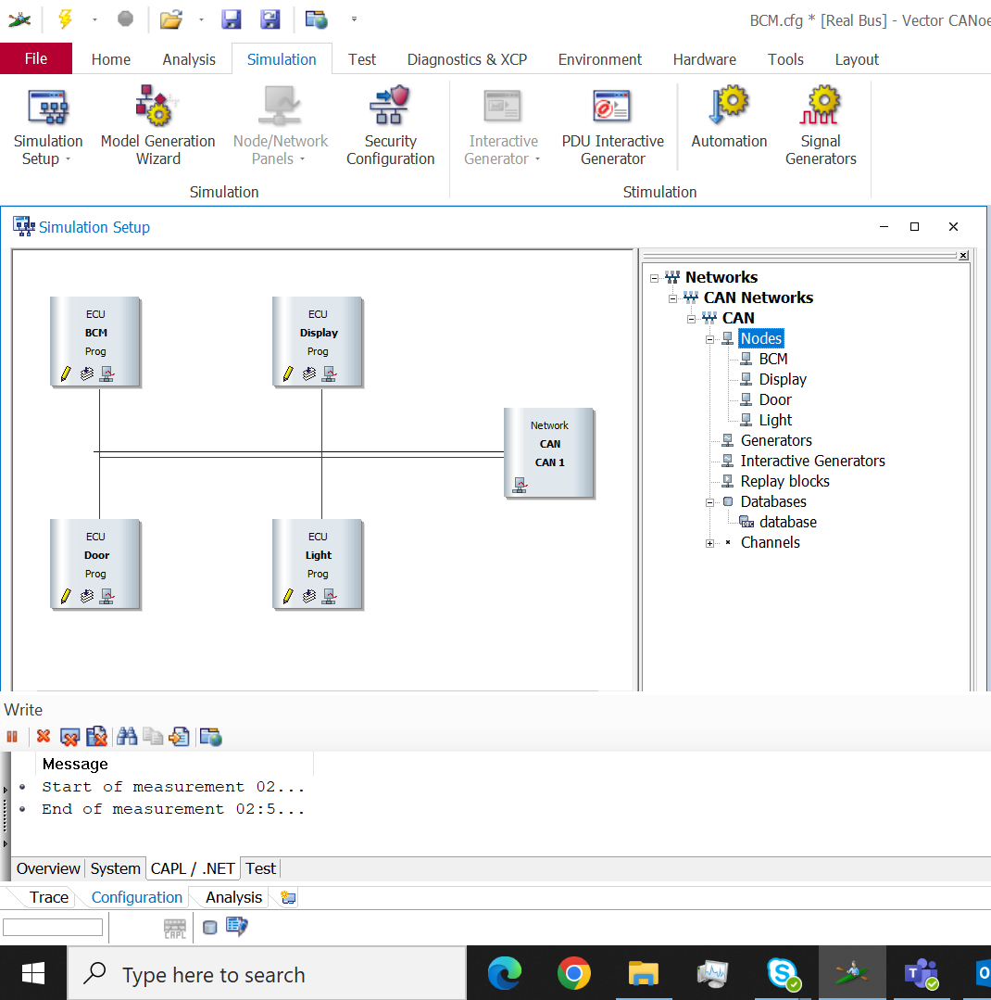 BCM.cfg * [Real Bus] - Vector CANoe
File Home Analysis Simulation Test Diagnostics & XCP Environment Hardware Tools Layout
Simulation Setup
Model Generation Wizard
Node/Network Panels
Security Configuration
Interactive Generator
PDU Interactive Generator
Automation
Signal Generators
Simulation
Stimulation
Simulation Setup
ECU
BCM
Prog
ECU
Display
Prog
Network
CAN
CAN 1
ECU
Door
Prog
ECU
Light
Prog
Networks
CAN Networks
CAN
Nodes
BCM
Display
Door
Light
Generators
Interactive Generators
Replay blocks
Databases
database
Channels
Write
Message
Start of measurement 02...
End of measurement 02:5...
Overview System CAPL / .NET Test
Trace Configuration Analysis
CAPL
Type here to search